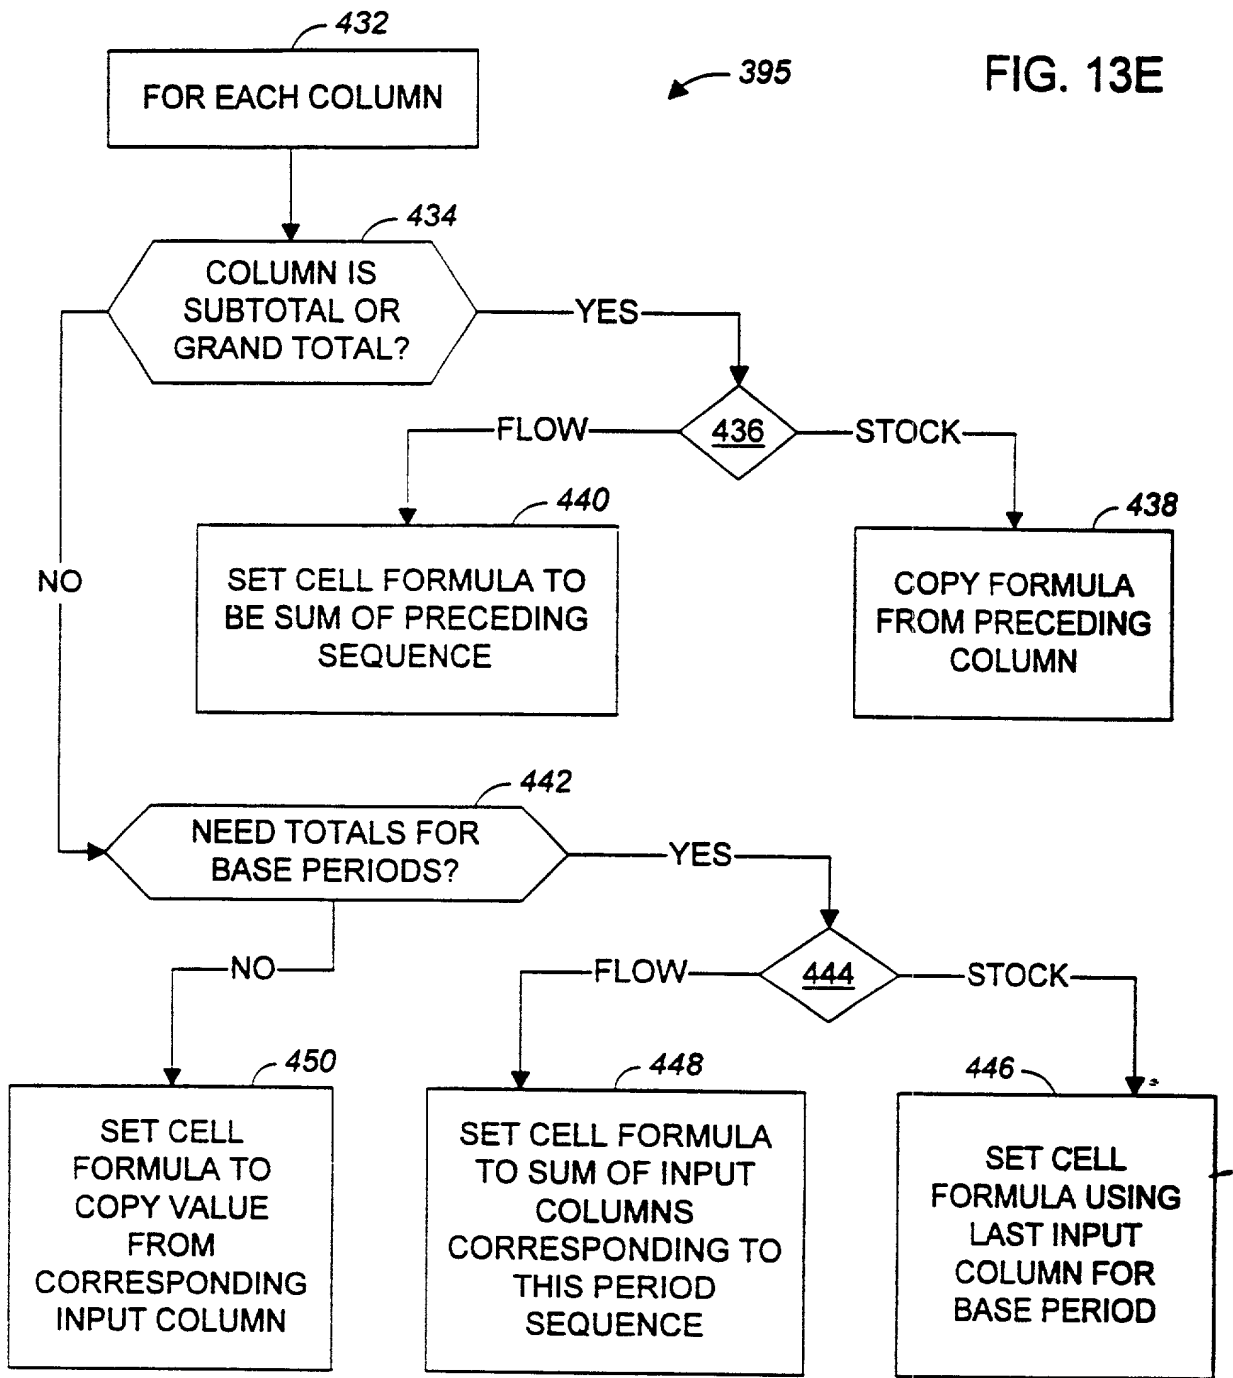 432
FOR EACH COLUMN
395
FIG. 13E
434
COLUMN IS
SUBTOTAL OR
GRAND TOTAL?
YES
NO
436
FLOW
STOCK
440
SET CELL FORMULA TO
BE SUM OF PRECEDING
SEQUENCE
438
COPY FORMULA
FROM PRECEDING
COLUMN
442
NEED TOTALS FOR
BASE PERIODS?
YES
NO
444
FLOW
STOCK
450
SET CELL
FORMULA TO
COPY VALUE
FROM
CORRESPONDING
INPUT COLUMN
448
SET CELL FORMULA
TO SUM OF INPUT
COLUMNS
CORRESPONDING TO
THIS PERIOD
SEQUENCE
446
SET CELL
FORMULA USING
LAST INPUT
COLUMN FOR
BASE PERIOD